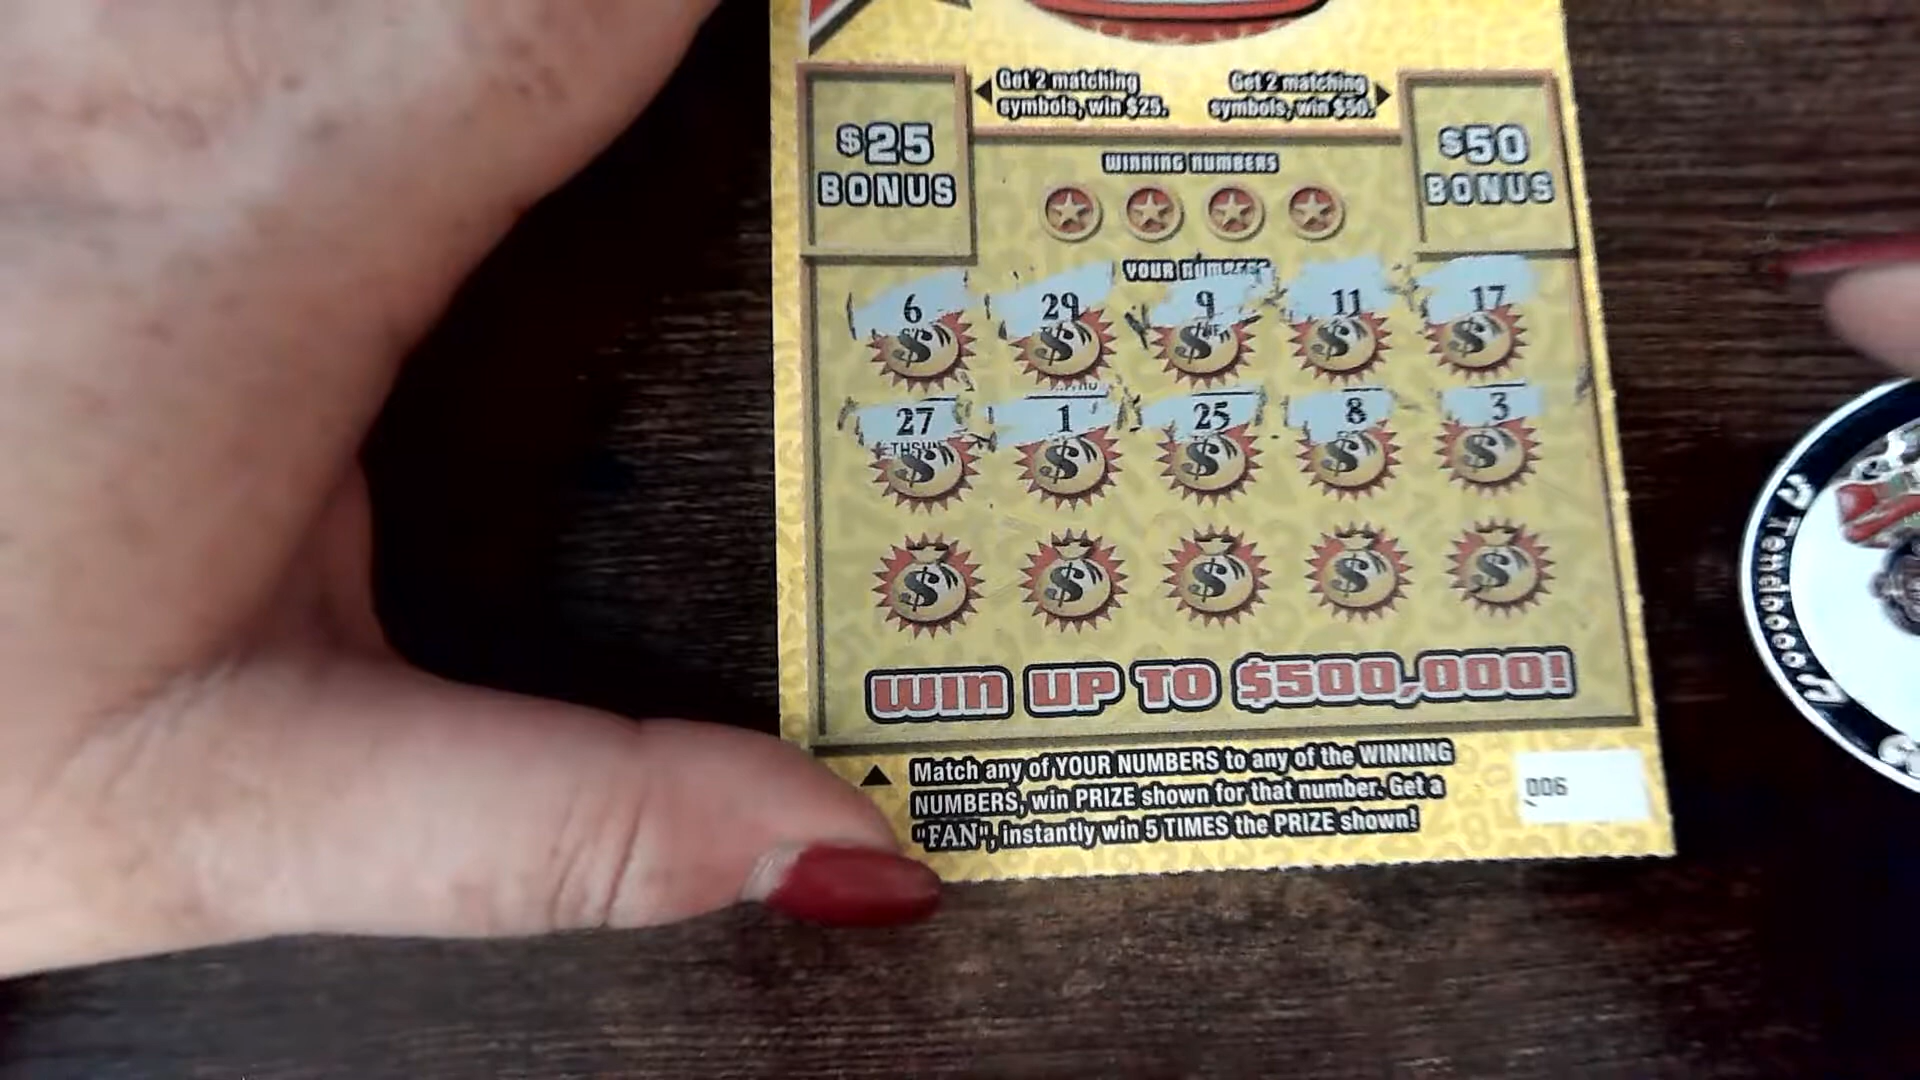 Get 2 matching symbols, win $25.
Get 2 matching symbols, win $50.
$25 BONUS
WINNING NUMBERS
$50 BONUS
YOUR NUMBERS
6 29 9 11 17
$ $ $ $ $
27 1 25 8 3
$ $ $ $ $
$ $ $ $ $
WIN UP TO $500,000!
Match any of YOUR NUMBERS to any of the WINNING
NUMBERS, win PRIZE shown for that number. Get a
"FAN", instantly win 5 TIMES the PRIZE shown!
006